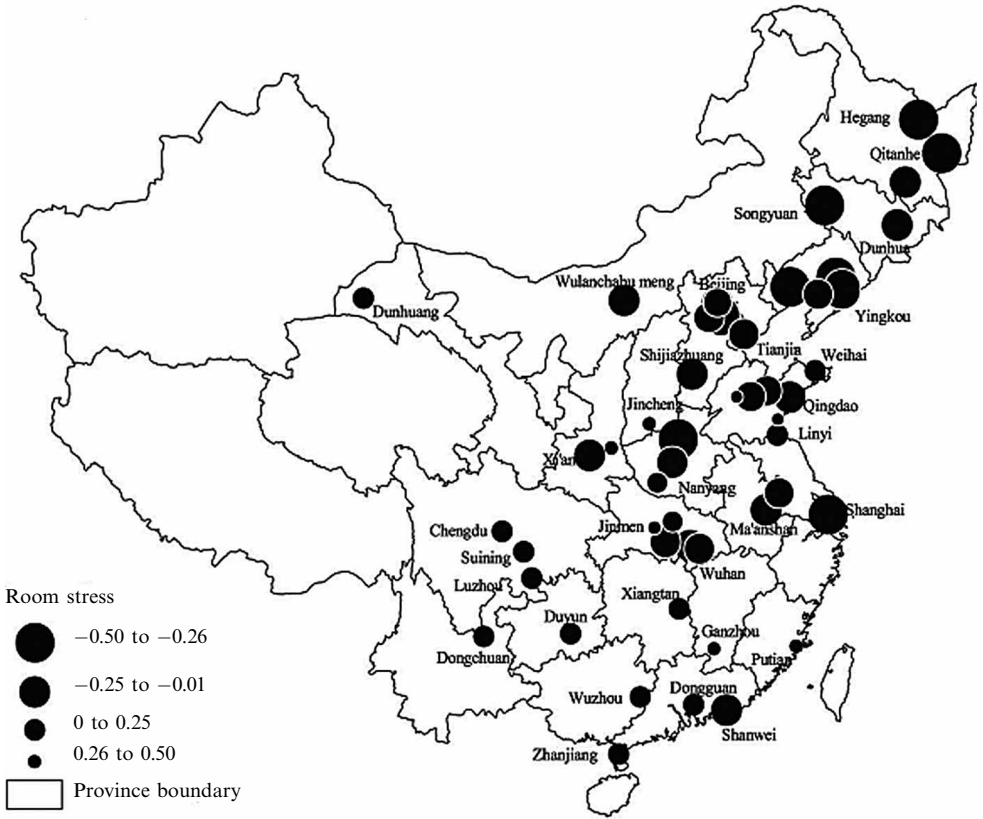 Hegang
Qitanhe
Songyuan
Dunhua
Wulanchabu meng
Beijing
Dunhuang
Yingkou
Tianjin
Shijiazhuang
Weihai
Jincheng
Qingdao
Linyi
Xi'an
Nanyang
Shanghai
Chengdu
Jinmen
Ma'anshan
Suining
Wuhan
Luzhou
Xiangtan
Duyun
Ganzhou
Dongchuan
Putian
Wuzhou
Dongguan
Shanwei
Zhanjiang
Room stress
−0.50 to −0.26
−0.25 to −0.01
0 to 0.25
0.26 to 0.50
Province boundary